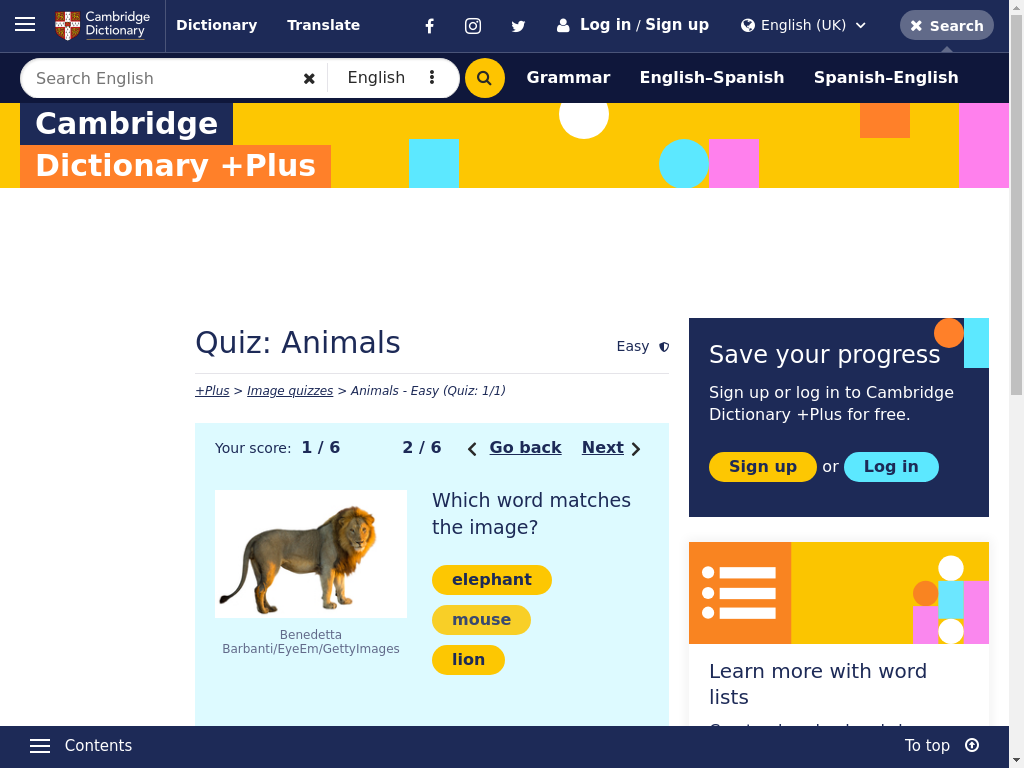 Cambridge
Dictionary
Dictionary
Translate
Log in / Sign up
English (UK)
Search
Search English
English
Grammar
English–Spanish
Spanish–English
Cambridge
Dictionary +Plus
Quiz: Animals
Easy
+Plus > Image quizzes > Animals - Easy (Quiz: 1/1)
Your score: 1 / 6
2 / 6
Go back
Next
Which word matches
the image?
elephant
mouse
lion
Benedetta
Barbanti/EyeEm/GettyImages
Save your progress
Sign up or log in to Cambridge
Dictionary +Plus for free.
Sign up or Log in
Learn more with word
lists
Contents
To top